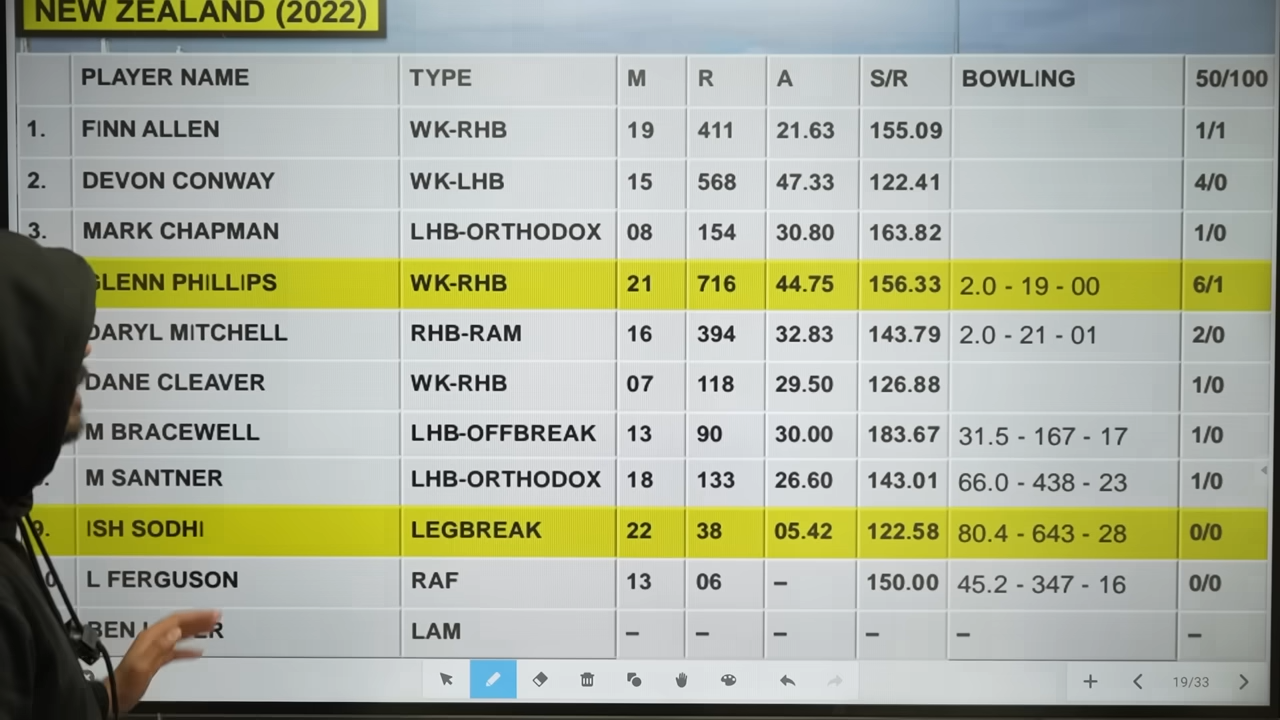 NEW ZEALAND (2022)
PLAYER NAME TYPE M R A S/R BOWLING 50/100
1. FINN ALLEN WK-RHB 19 411 21.63 155.09 1/1
2. DEVON CONWAY WK-LHB 15 568 47.33 122.41 4/0
3. MARK CHAPMAN LHB-ORTHODOX 08 154 30.80 163.82 1/0
GLENN PHILLIPS WK-RHB 21 716 44.75 156.33 2.0 - 19 - 00 6/1
DARYL MITCHELL RHB-RAM 16 394 32.83 143.79 2.0 - 21 - 01 2/0
DANE CLEAVER WK-RHB 07 118 29.50 126.88 1/0
M BRACEWELL LHB-OFFBREAK 13 90 30.00 183.67 31.5 - 167 - 17 1/0
M SANTNER LHB-ORTHODOX 18 133 26.60 143.01 66.0 - 438 - 23 1/0
9. ISH SODHI LEGBREAK 22 38 05.42 122.58 80.4 - 643 - 28 0/0
L FERGUSON RAF 13 06 – 150.00 45.2 - 347 - 16 0/0
BEN LAM – – – – – –
19/33